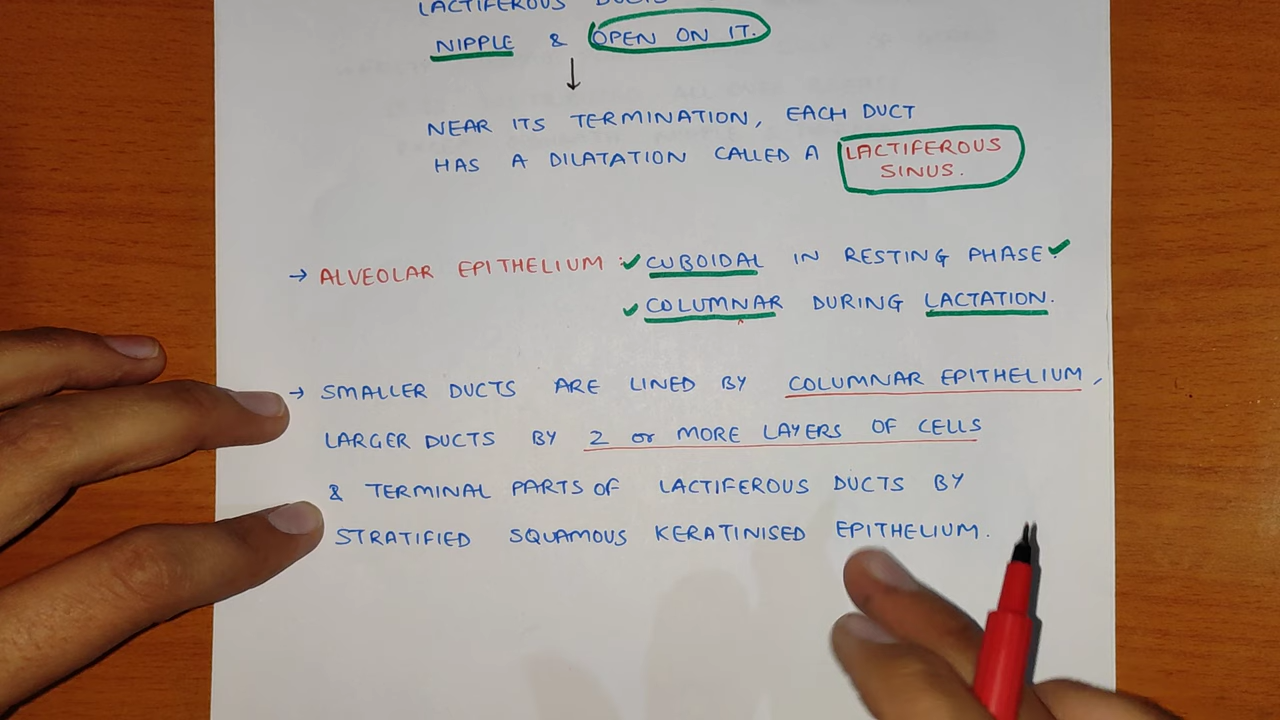 LACTIFEROUS DUCTS
NIPPLE & OPEN ON IT.
↓
NEAR ITS TERMINATION, EACH DUCT
HAS A DILATATION CALLED A LACTIFEROUS
SINUS.
→ ALVEOLAR EPITHELIUM : ✓ CUBOIDAL IN RESTING PHASE. ✓
✓ COLUMNAR DURING LACTATION.
→ SMALLER DUCTS ARE LINED BY COLUMNAR EPITHELIUM,
LARGER DUCTS BY 2 or MORE LAYERS OF CELLS
& TERMINAL PARTS OF LACTIFEROUS DUCTS BY
STRATIFIED SQUAMOUS KERATINISED EPITHELIUM.